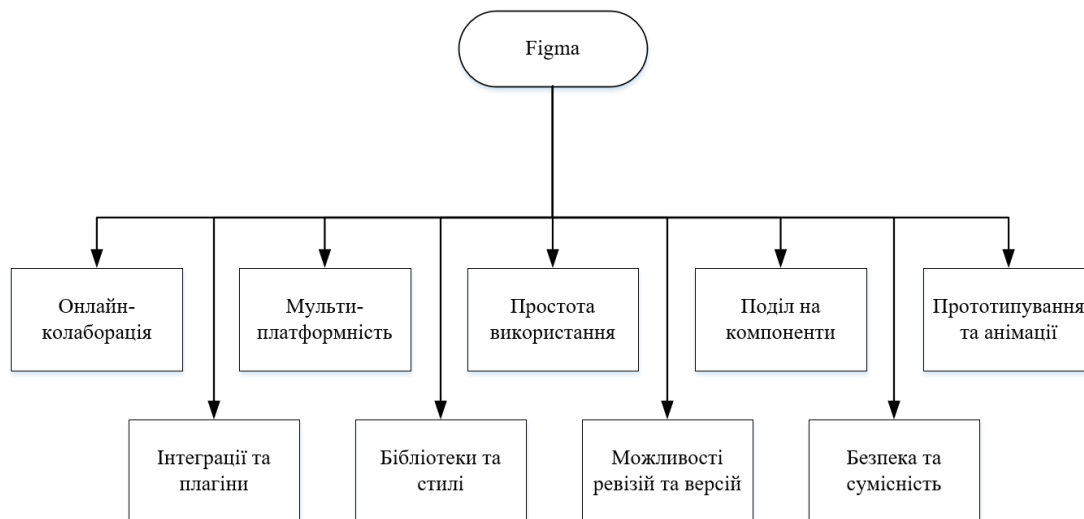 Figma
Онлайн-
колаборація
Мульти-
платформність
Простота
використання
Поділ на
компоненти
Прототипування
та анімації
Інтеграції та
плагіни
Бібліотеки та
стилі
Можливості
ревізій та версій
Безпека та
сумісність